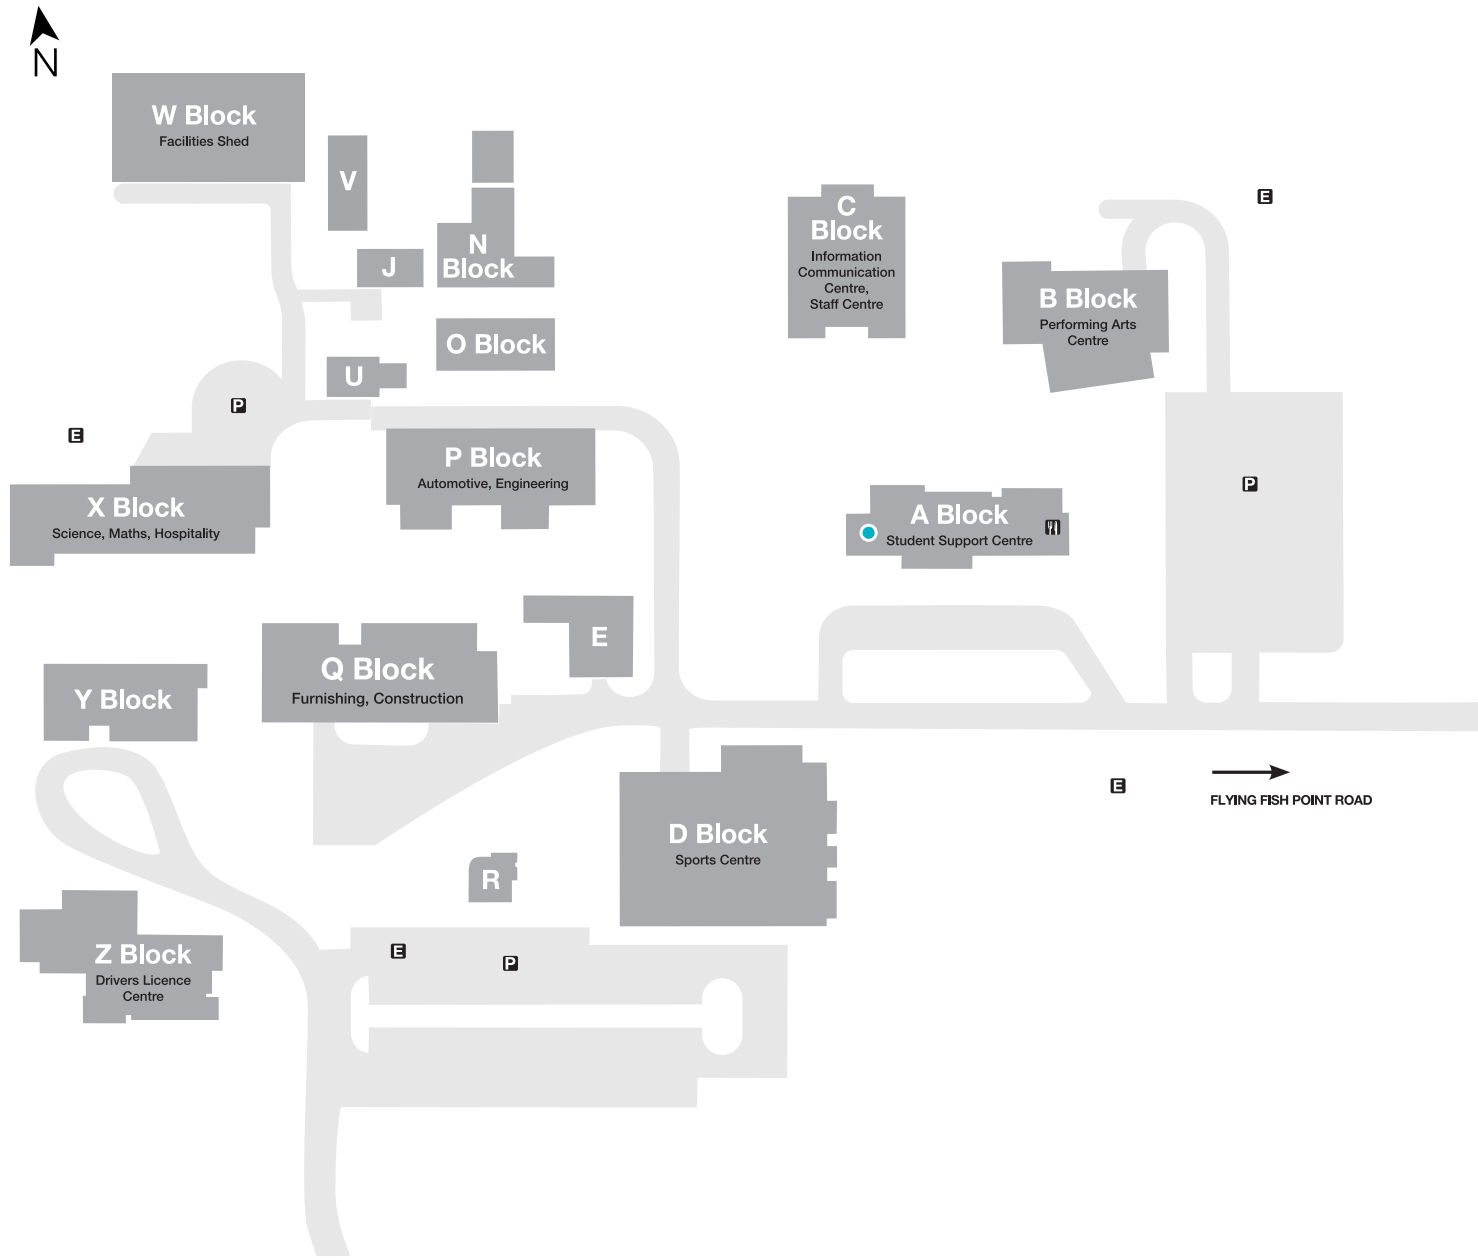 N
W Block
Facilities Shed
V
J
N
Block
O Block
U
P
E
X Block
Science, Maths, Hospitality
P Block
Automotive, Engineering
C
Block
Information
Communication
Centre,
Staff Centre
E
B Block
Performing Arts
Centre
P
A Block
Student Support Centre
E
Q Block
Furnishing, Construction
Y Block
D Block
Sports Centre
E
FLYING FISH POINT ROAD
R
Z Block
Drivers Licence
Centre
E
P